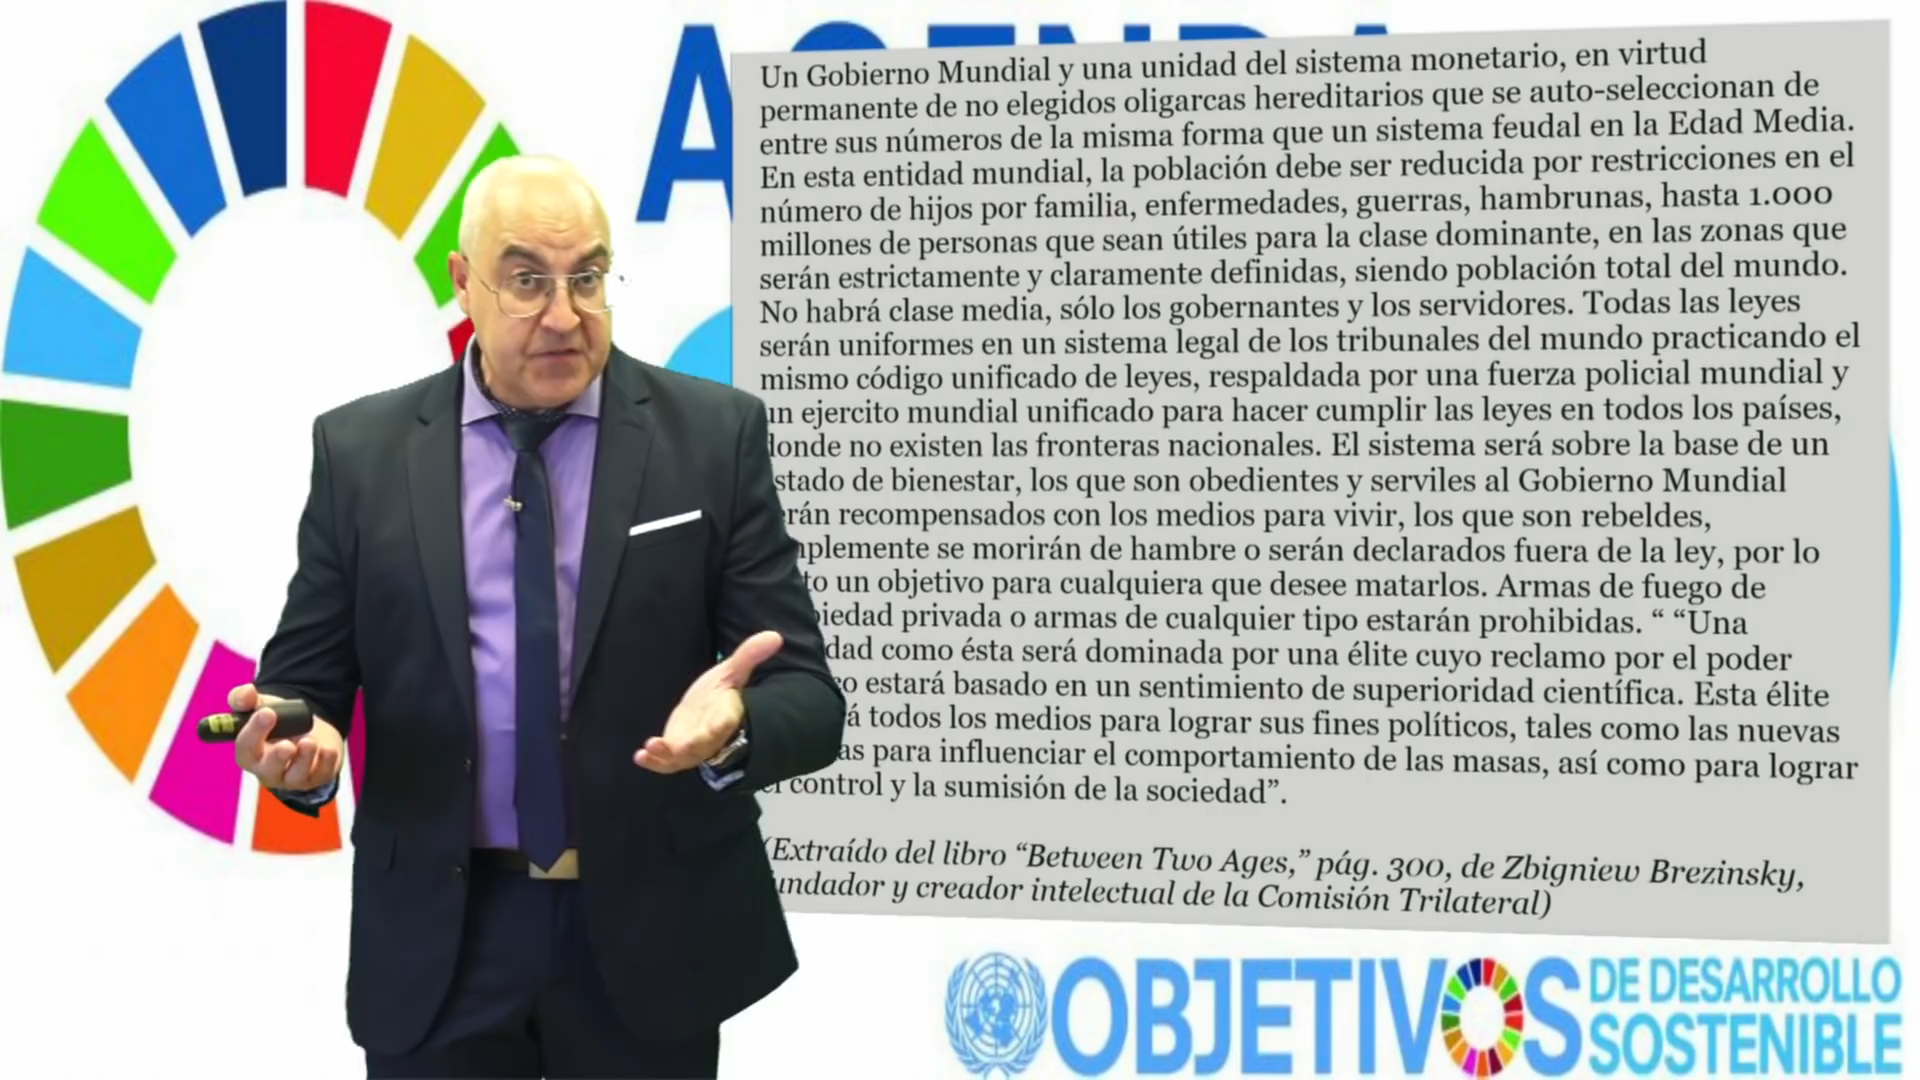 AGENDA
Un Gobierno Mundial y una unidad del sistema monetario, en virtud
permanente de no elegidos oligarcas hereditarios que se auto-seleccionan de
entre sus números de la misma forma que un sistema feudal en la Edad Media.
En esta entidad mundial, la población debe ser reducida por restricciones en el
número de hijos por familia, enfermedades, guerras, hambrunas, hasta 1.000
millones de personas que sean útiles para la clase dominante, en las zonas que
serán estrictamente y claramente definidas, siendo población total del mundo.
No habrá clase media, sólo los gobernantes y los servidores. Todas las leyes
serán uniformes en un sistema legal de los tribunales del mundo practicando el
mismo código unificado de leyes, respaldada por una fuerza policial mundial y
un ejercito mundial unificado para hacer cumplir las leyes en todos los países,
donde no existen las fronteras nacionales. El sistema será sobre la base de un
stado de bienestar, los que son obedientes y serviles al Gobierno Mundial
rán recompensados con los medios para vivir, los que son rebeldes,
plemente se morirán de hambre o serán declarados fuera de la ley, por lo
to un objetivo para cualquiera que desee matarlos. Armas de fuego de
piedad privada o armas de cualquier tipo estarán prohibidas. “ “Una
dad como ésta será dominada por una élite cuyo reclamo por el poder
o estará basado en un sentimiento de superioridad científica. Esta élite
á todos los medios para lograr sus fines políticos, tales como las nuevas
as para influenciar el comportamiento de las masas, así como para lograr
el control y la sumisión de la sociedad”.
(Extraído del libro “Between Two Ages,” pág. 300, de Zbigniew Brezinsky,
undador y creador intelectual de la Comisión Trilateral)
OBJETIVOS DE DESARROLLO
SOSTENIBLE